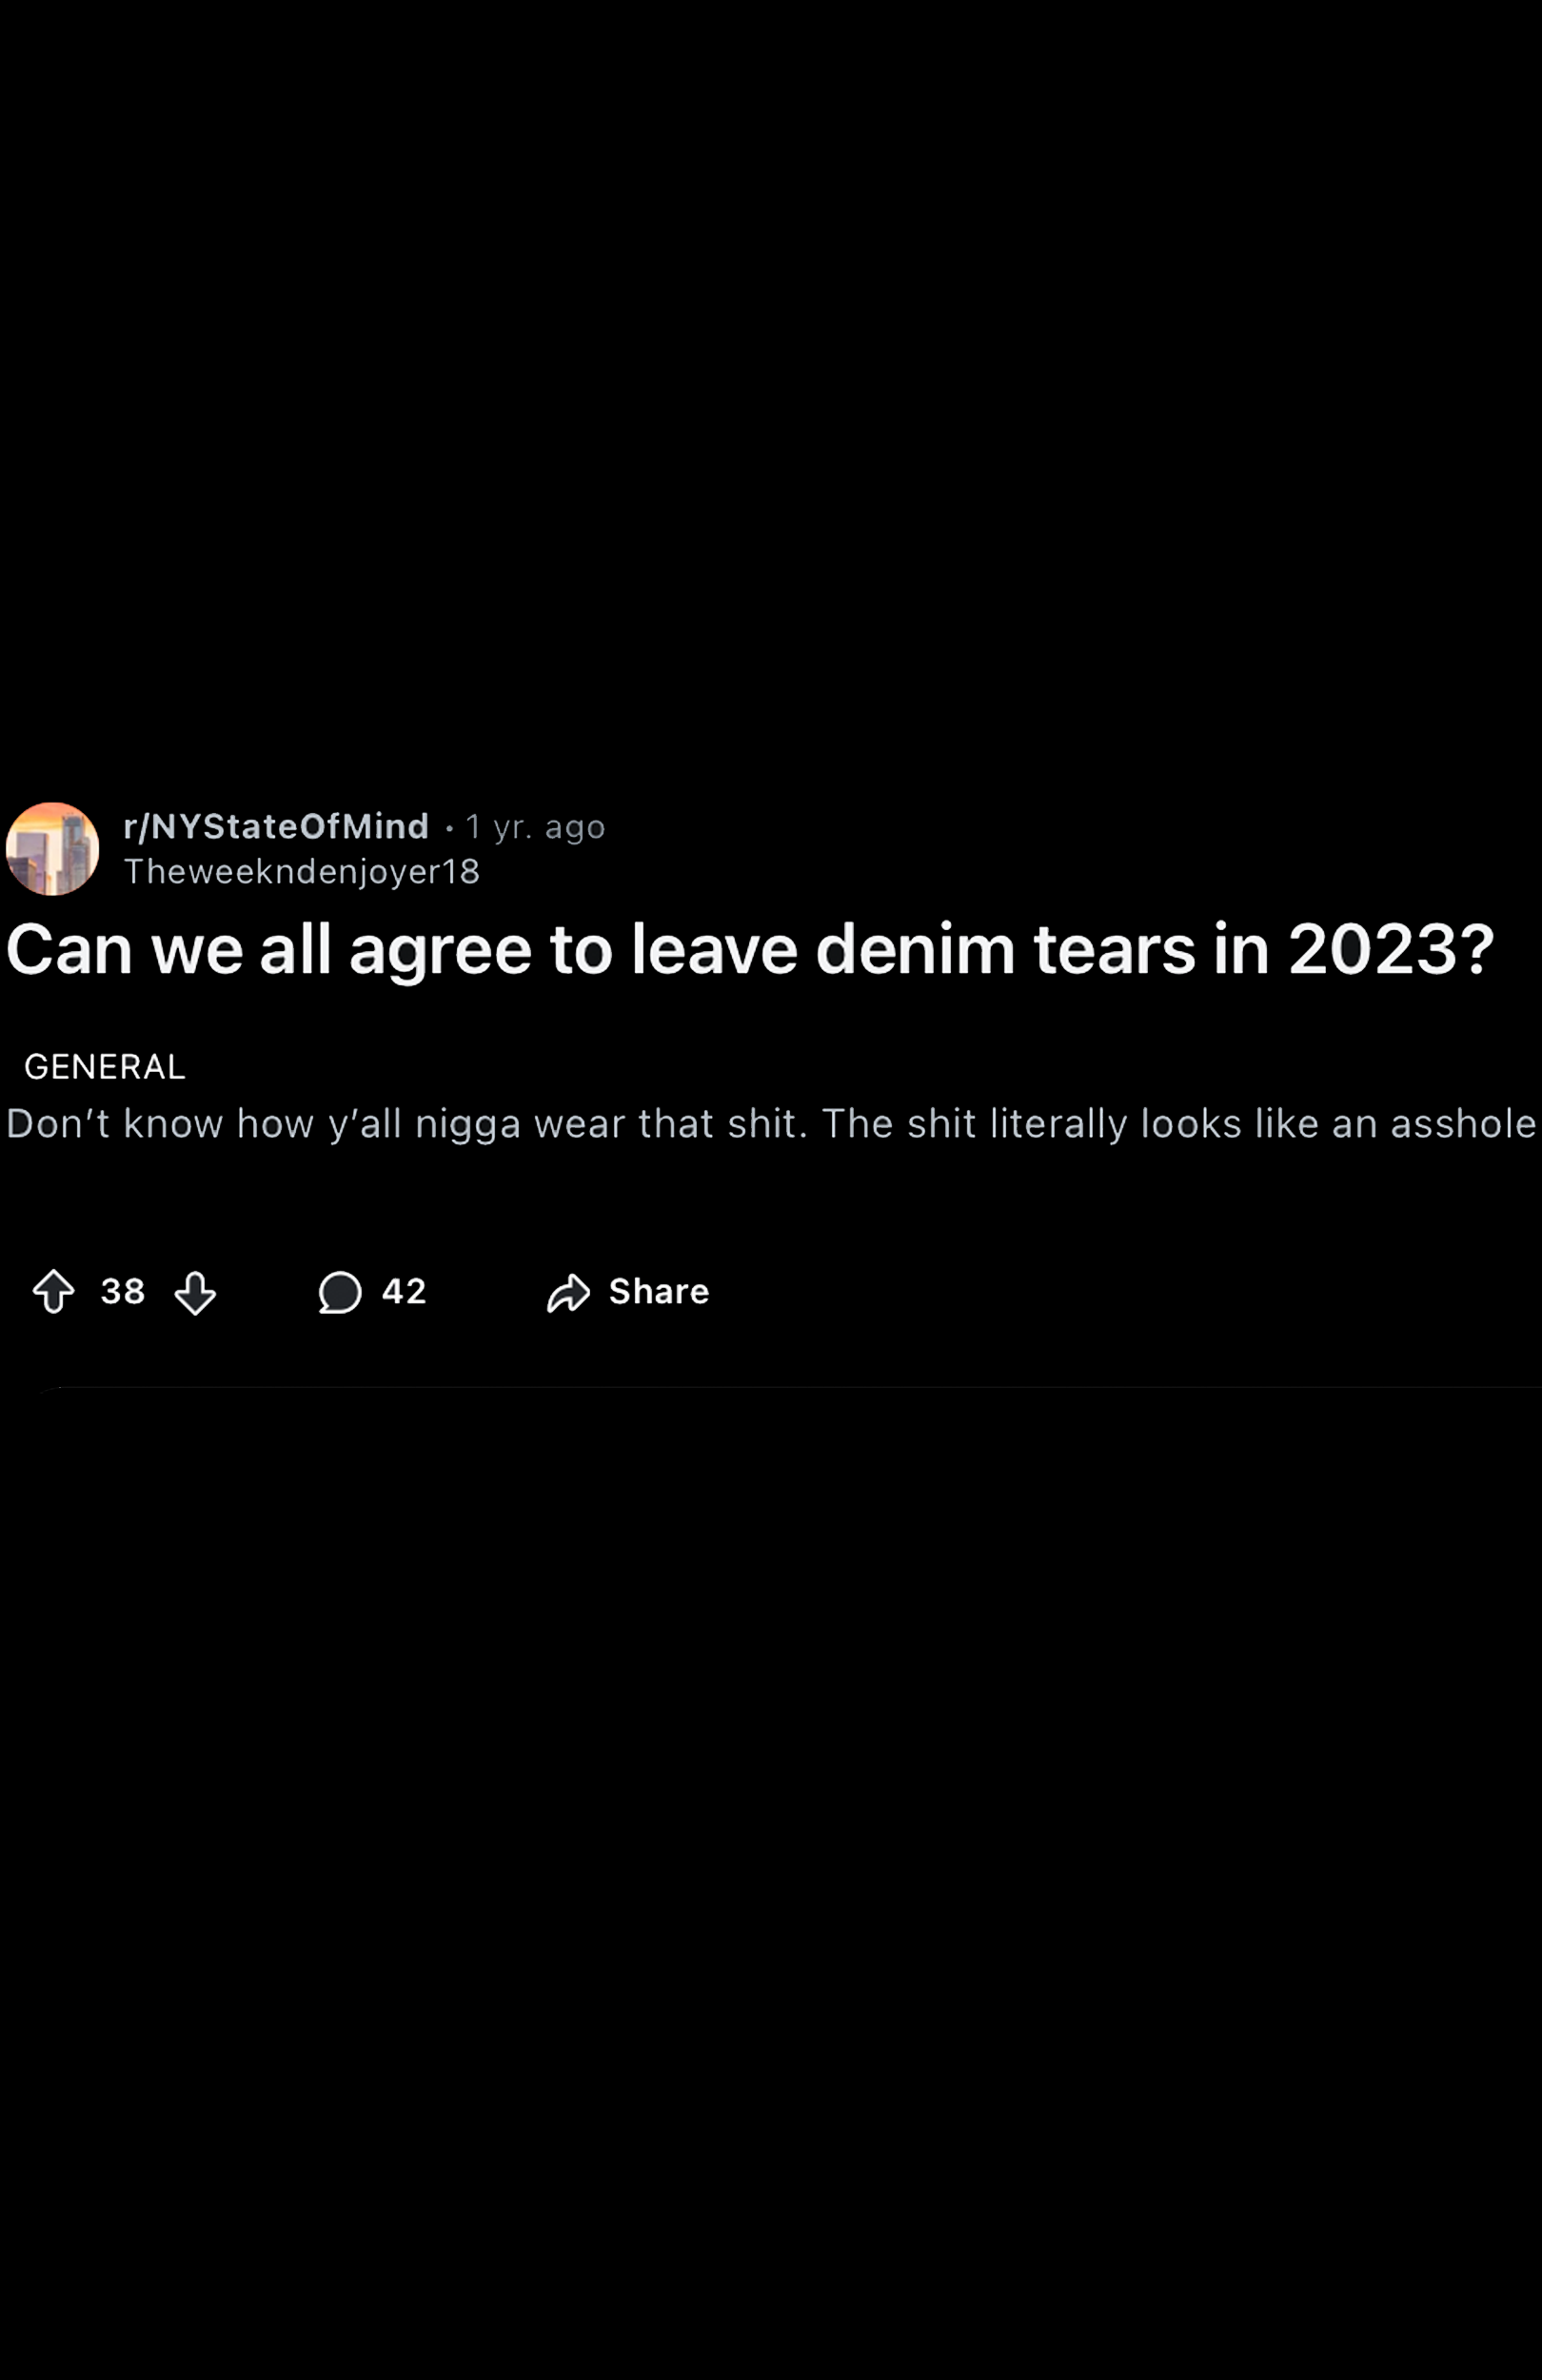 r/NYStateOfMind • 1 yr. ago
Theweekndenjoyer18
Can we all agree to leave denim tears in 2023?
GENERAL
Don’t know how y’all nigga wear that shit. The shit literally looks like an asshole
38 42 Share